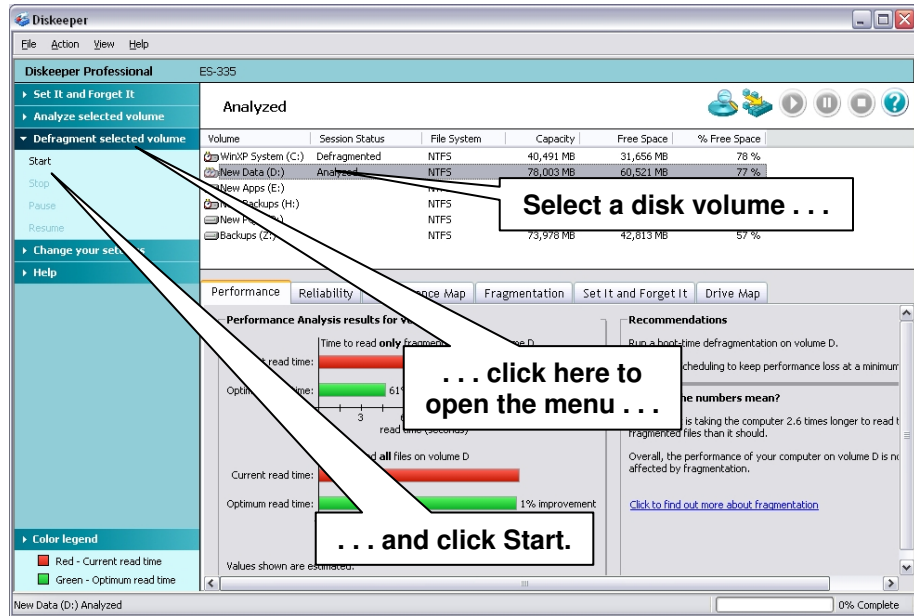 Diskeeper
File Action View Help
Diskeeper Professional ES-335
Set It and Forget It
Analyze selected volume
Defragment selected volume
Start
Stop
Pause
Resume
Change your
Help
Analyzed
Volume Session Status File System Capacity Free Space % Free Space
WinXP System (C:) Defragmented NTFS 40,491 MB 31,656 MB 78 %
New Data (D:) Analyzed NTFS 78,003 MB 60,521 MB 77 %
New Apps (E:) NTFS
Backups (H:) NTFS
New NTFS
Backups (Z:) NTFS 73,978 MB 42,813 MB 57 %
Select a disk volume . . .
Performance Reliability Map Fragmentation Set It and Forget It Drive Map
Performance Analysis results for
Time to read only volume D
read time:
61%
3
read time (seconds)
. . . click here to
open the menu . . .
all files on volume D
Current read time:
Optimum read time: 1% improvement
. . . and click Start.
Values shown are estimated.
Recommendations
Run a boot-time defragmentation on volume D.
scheduling to keep performance loss at a minimum
numbers mean?
is taking the computer 2.6 times longer to read
fragmented files than it should.
Overall, the performance of your computer on volume D is
affected by fragmentation.
Click to find out more about fragmentation
Color legend
Red - Current read time
Green - Optimum read time
New Data (D:) Analyzed 0% Complete